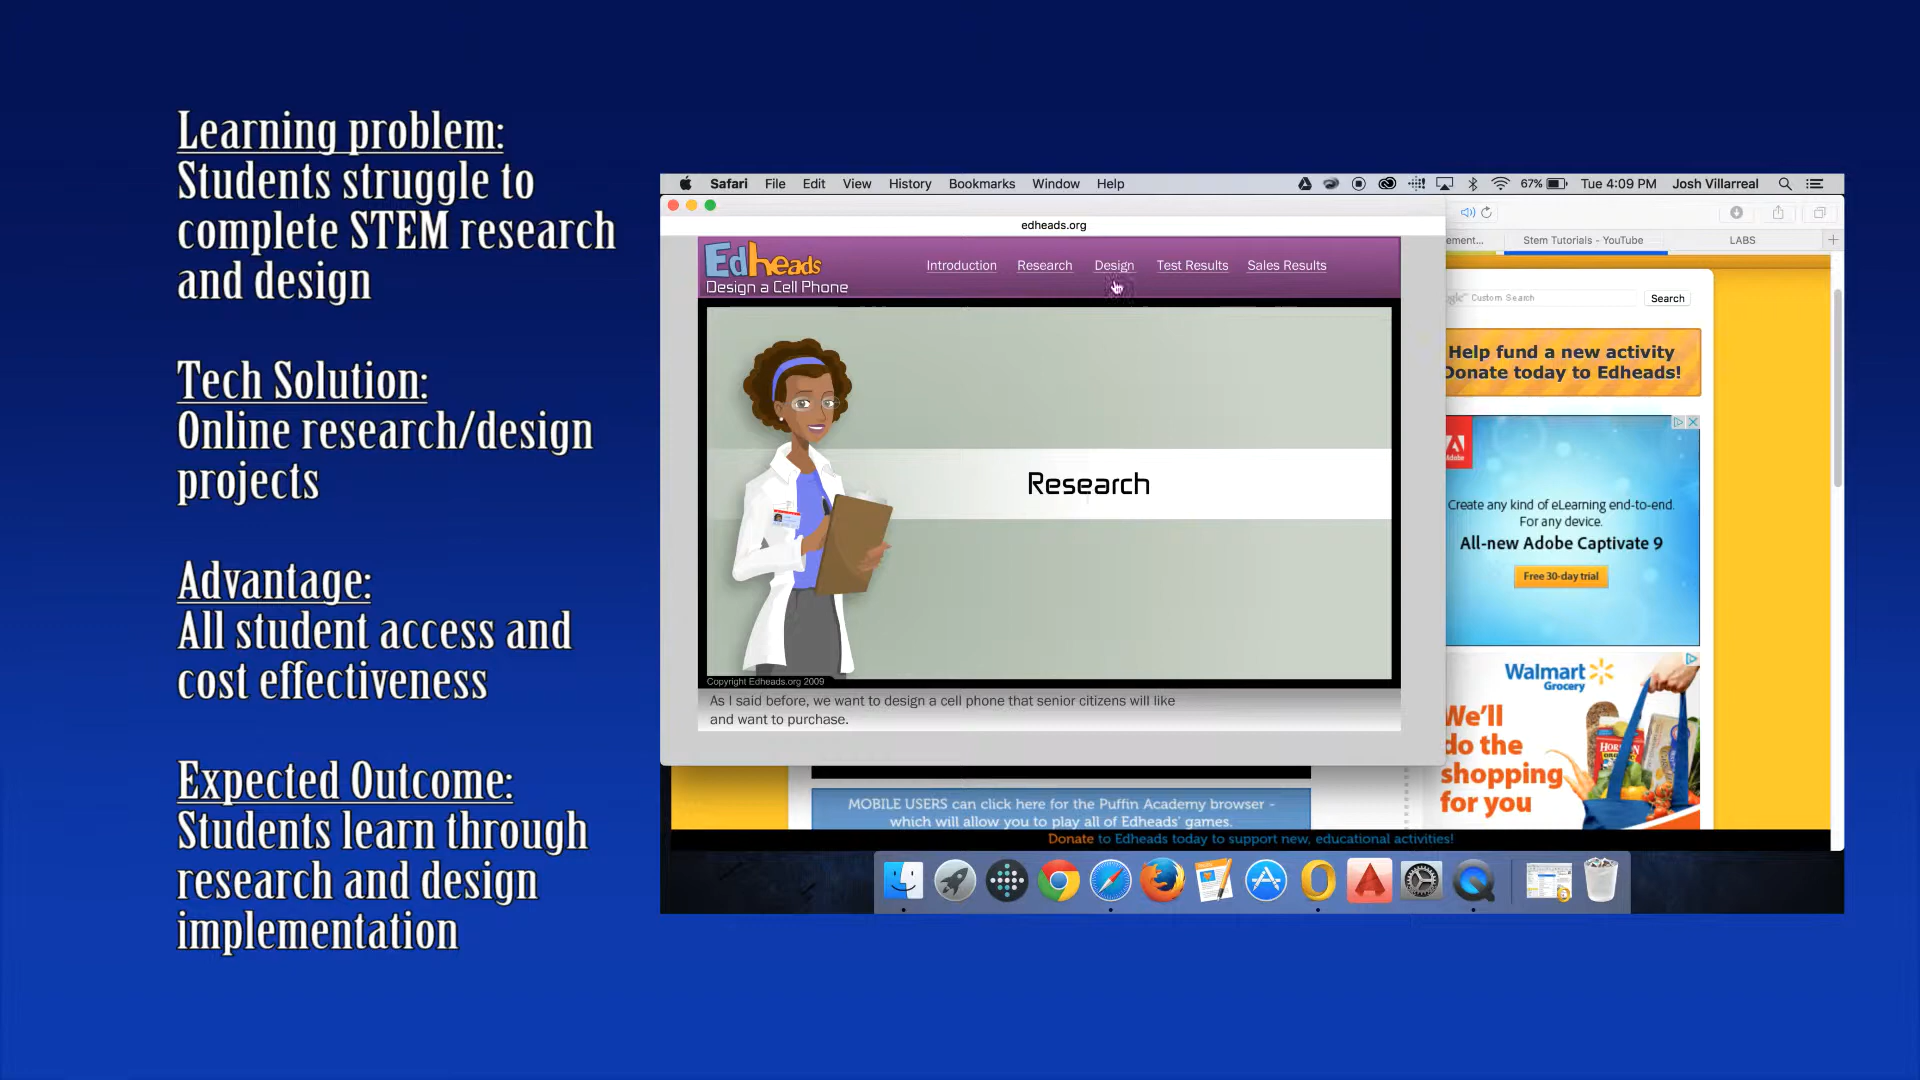 Learning problem:
Students struggle to
complete STEM research
and design
Tech Solution:
Online research/design
projects
Advantage:
All student access and
cost effectiveness
Expected Outcome:
Students learn through
research and design
implementation
Safari File Edit View History Bookmarks Window Help
67% Tue 4:09 PM Josh Villarreal
edheads.org
Edheads
Design a Cell Phone
Introduction Research Design Test Results Sales Results
Research
Copyright Edheads.org 2009
As I said before, we want to design a cell phone that senior citizens will like
and want to purchase.
ement... Stem Tutorials - YouTube LABS
Custom Search Search
Help fund a new activity
Donate today to Edheads!
Adobe
Create any kind of eLearning end-to-end.
For any device.
All-new Adobe Captivate 9
Free 30-day trial
Walmart
Grocery
We'll
do the
shopping
for you
MOBILE USERS can click here for the Puffin Academy browser -
which will allow you to play all of Edheads' games.
Donate to Edheads today to support new, educational activities!